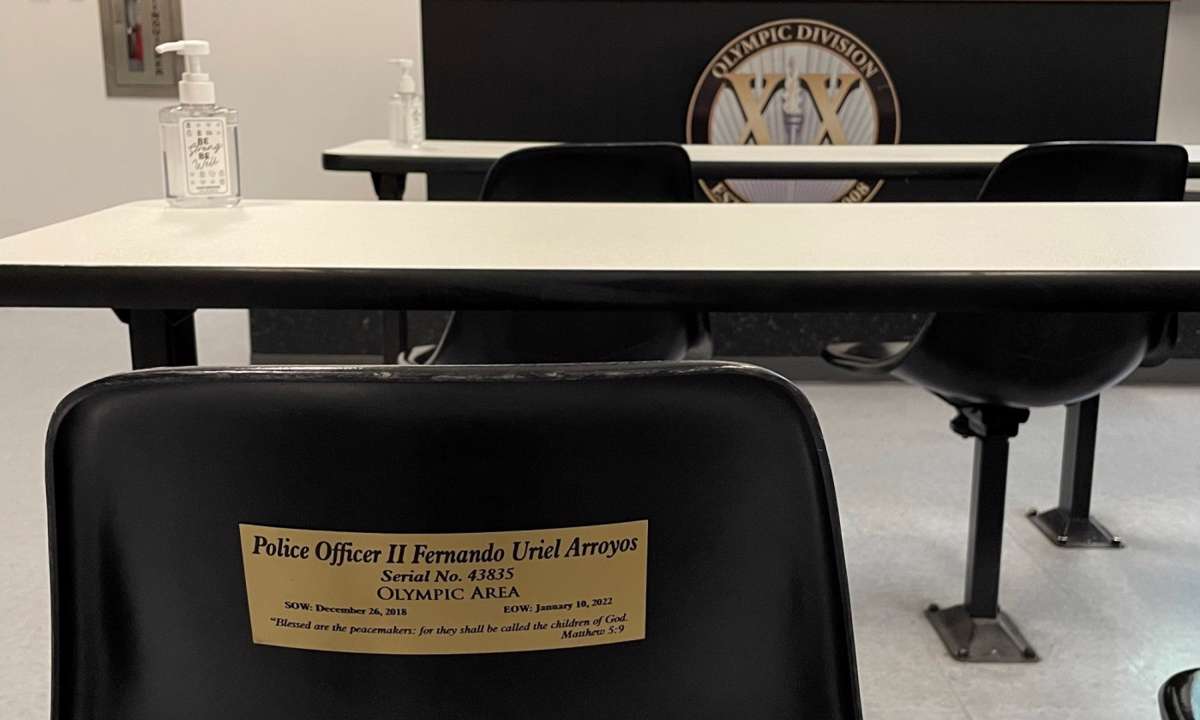 OLYMPIC DIVISION
XX
BE
Strong
BE
Well
Police Officer II Fernando Uriel Arroyos
Serial No. 43835
OLYMPIC AREA
SOW: December 26, 2018 EOW: January 10, 2022
"Blessed are the peacemakers: for they shall be called the children of God.
Matthew 5:9